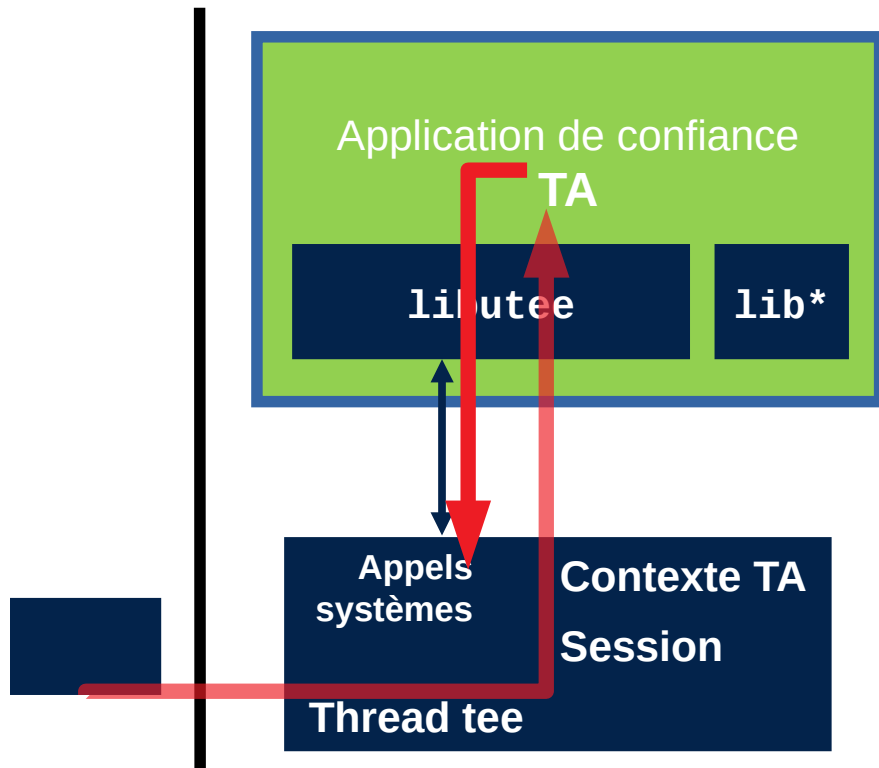 Application de confiance
TA
libutee
lib*
Appels
systèmes
Contexte TA
Session
Thread tee